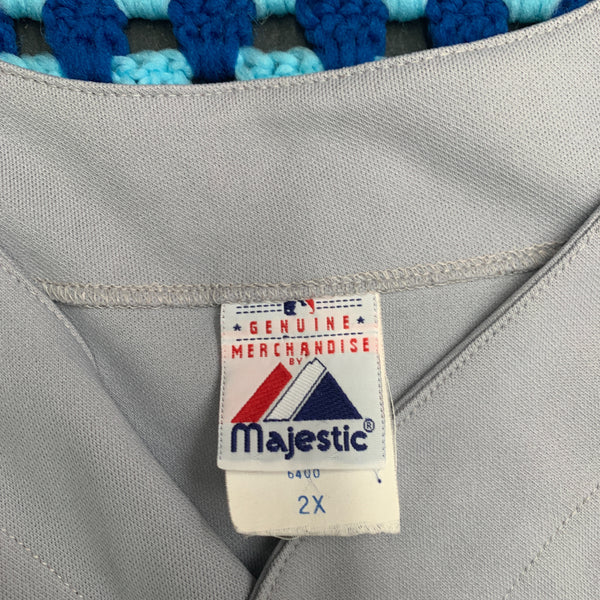 GENUINE
MERCHANDISE
BY
Majestic®
6400
2X